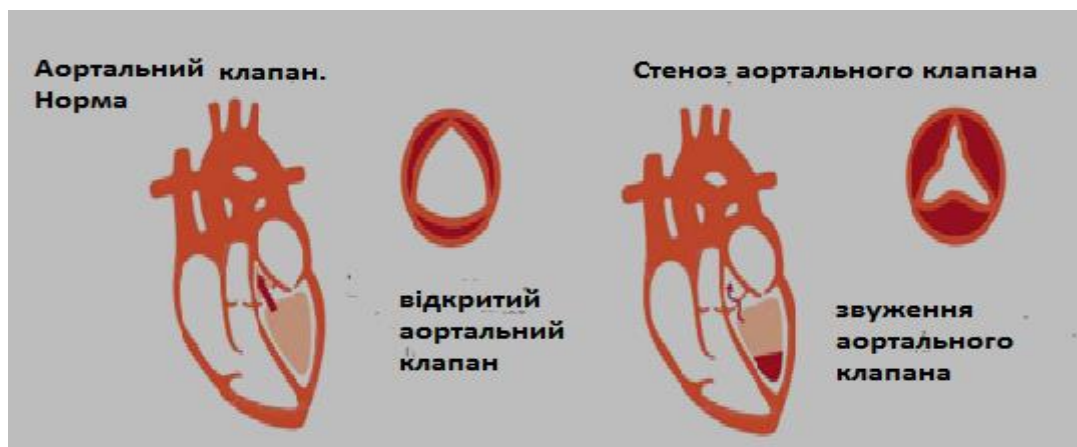 Аортальний клапан.
Норма
Стеноз аортального клапана
відкритий
аортальний
клапан
звуження
аортального
клапана